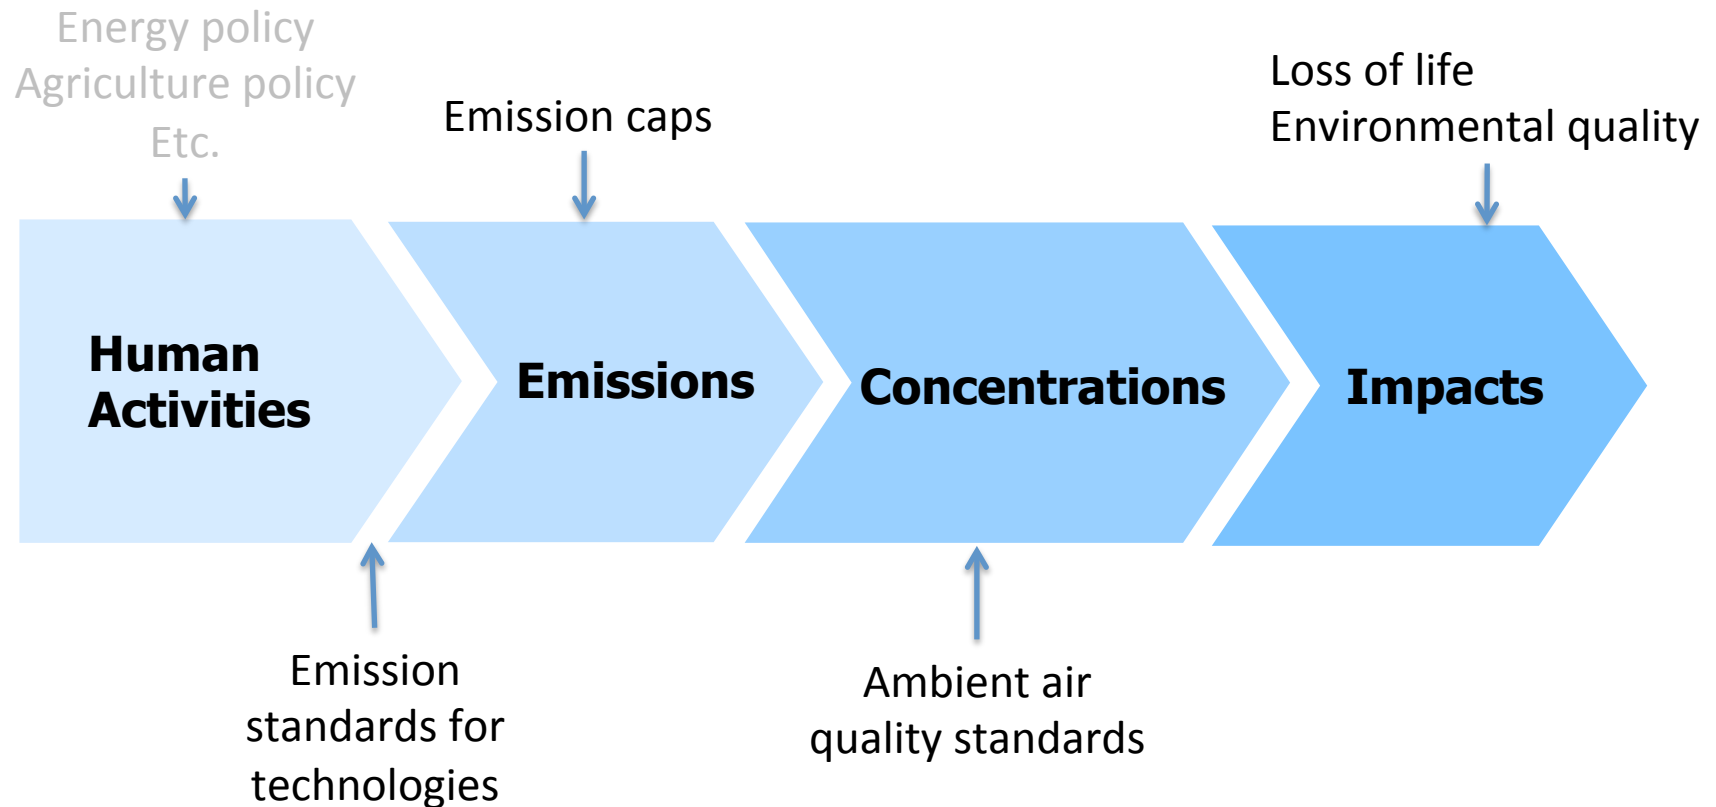 Energy policy
Agriculture policy
Etc.
Emission caps
Loss of life
Environmental quality
Human
Activities
Emissions
Concentrations
Impacts
Emission
standards for
technologies
Ambient air
quality standards